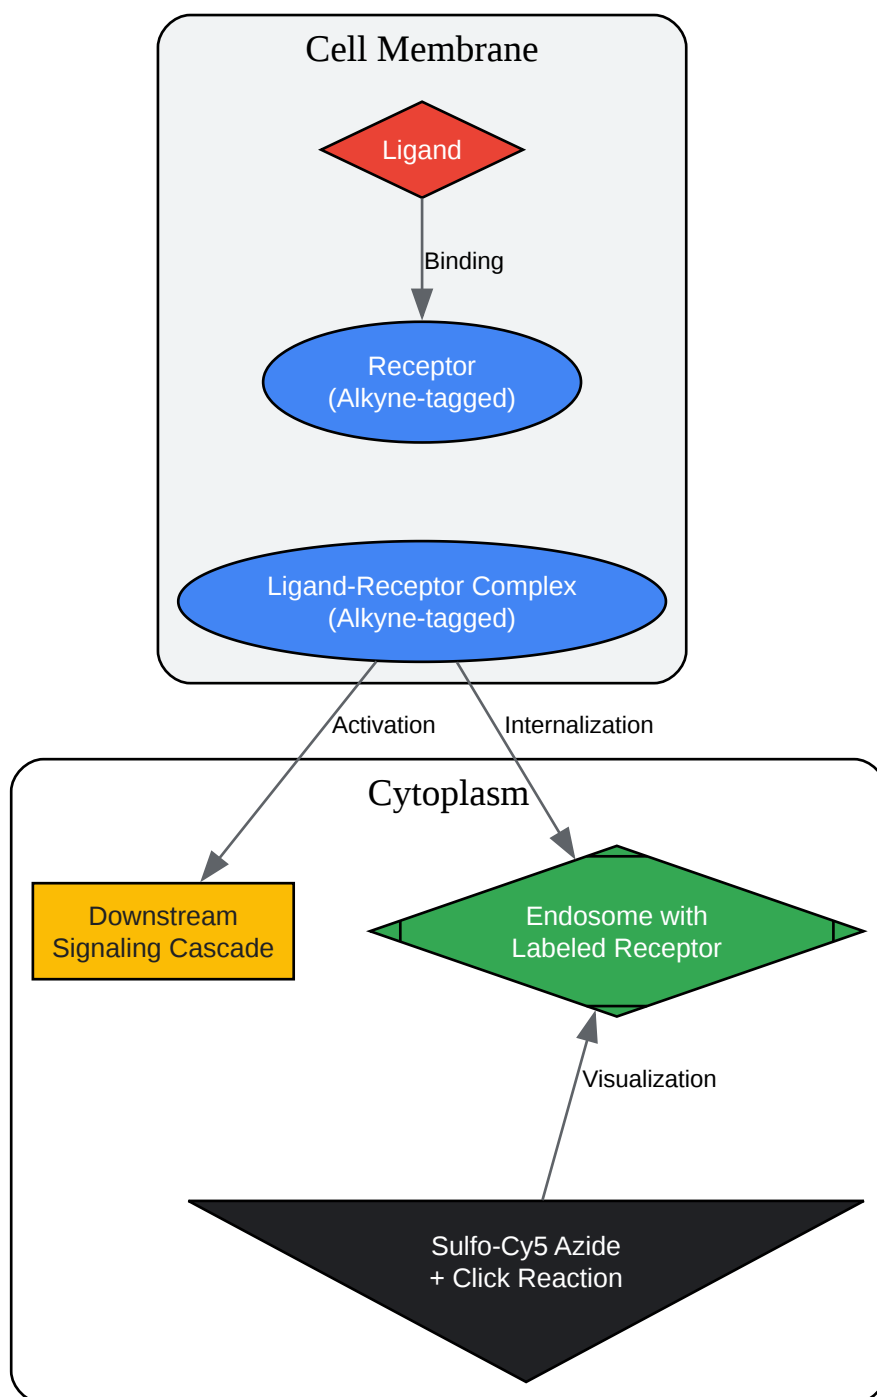 Cell Membrane
Ligand
Binding
Receptor
(Alkyne-tagged)
Ligand-Receptor Complex
(Alkyne-tagged)
Activation
Internalization
Cytoplasm
Downstream
Signaling Cascade
Endosome with
Labeled Receptor
Visualization
Sulfo-Cy5 Azide
+ Click Reaction